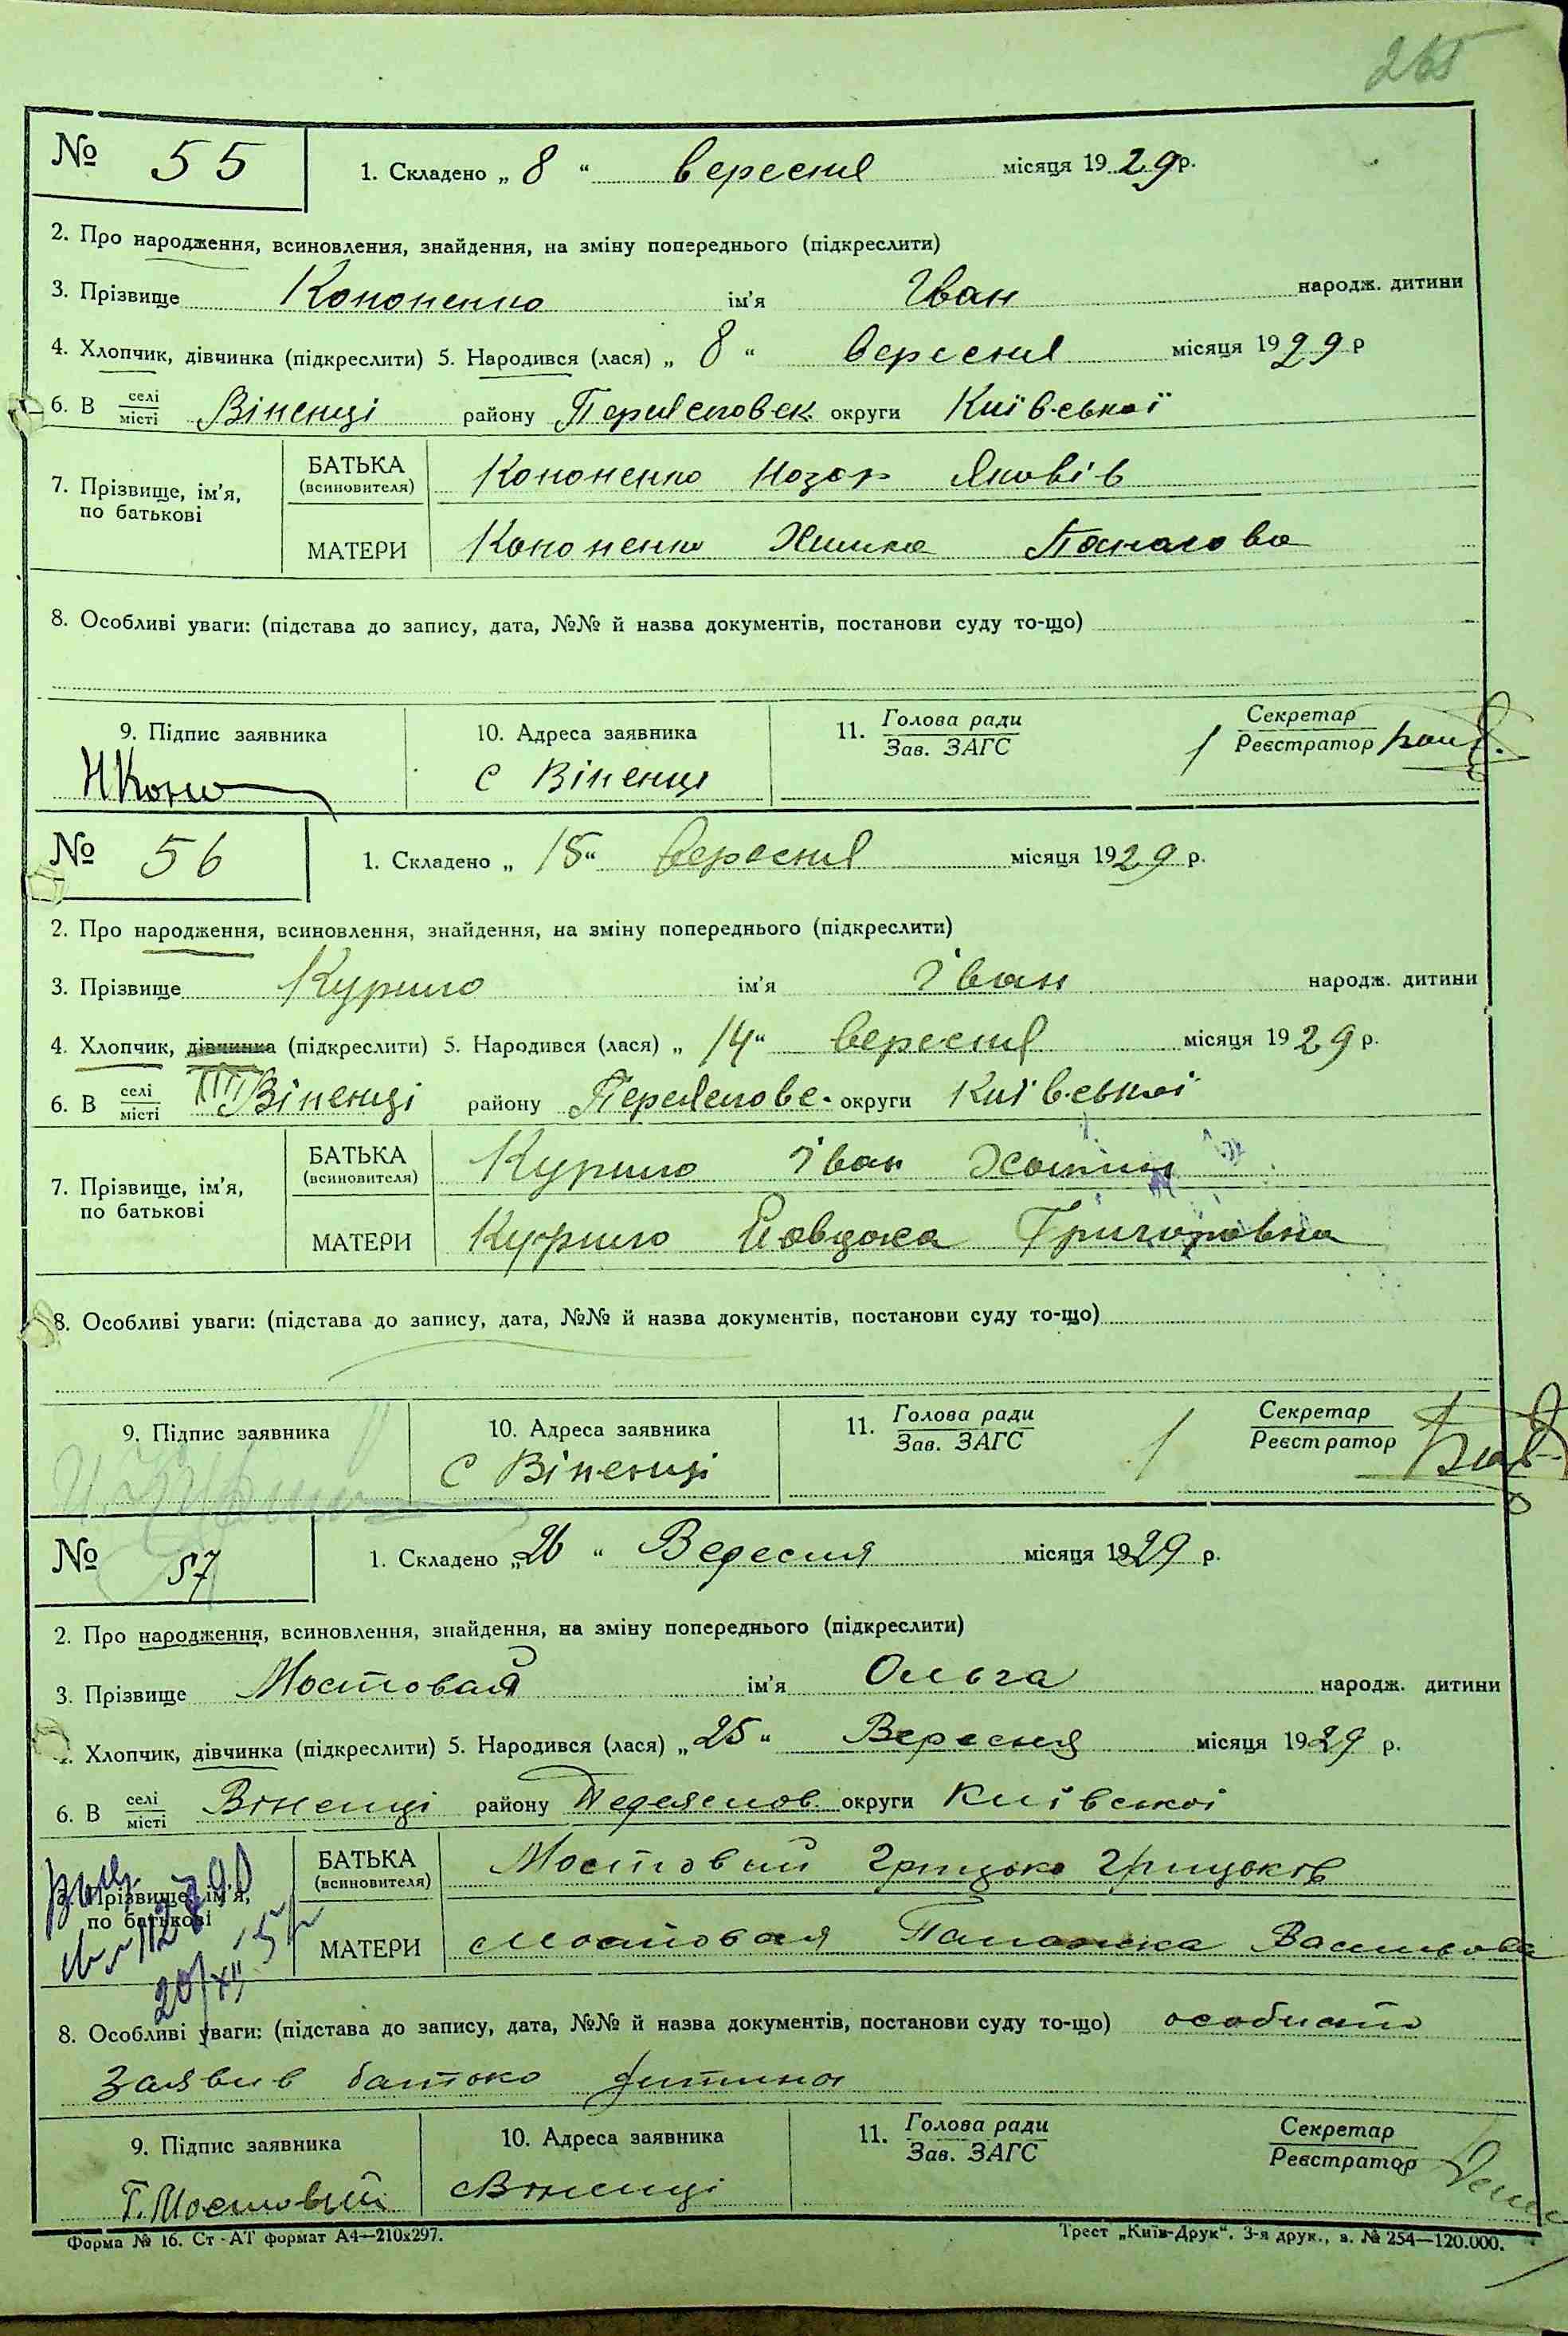 265
№ 55 1. Складено „ 8 “ вересня місяця 1929 р.
2. Про народження, всиновлення, знайдення, на зміну попереднього (підкреслити)
3. Прізвище Кононенко ім’я Іван народж. дитини
4. Хлопчик, дівчинка (підкреслити) 5. Народився (лася) „ 8 “ вересня місяця 1929 р
6. В селі/місті Віненці району Переяславськ округи Київської
7. Прізвище, ім’я, по батькові
БАТЬКА (всиновителя) Кононенко Назар Яковів
МАТЕРИ Кононенко Химка Панасова
8. Особливі уваги: (підстава до запису, дата, №№ й назва документів, постанови суду то-що)
9. Підпис заявника 10. Адреса заявника 11. Голова ради/Зав. ЗАГС Секретар/Реєстратор
Н Коно с Віненці
№ 56 1. Складено „ 15 “ вересня місяця 1929 р.
2. Про народження, всиновлення, знайдення, на зміну попереднього (підкреслити)
3. Прізвище Курило ім’я Іван народж. дитини
4. Хлопчик, дівчинка (підкреслити) 5. Народився (лася) „ 14 “ вересня місяця 1929 р.
6. В селі/місті Віненці району Переяслове. округи Київської
7. Прізвище, ім’я, по батькові
БАТЬКА (всиновителя) Курило Іван
МАТЕРИ Курило Йовдоха Григоровна
8. Особливі уваги: (підстава до запису, дата, №№ й назва документів, постанови суду то-що)
9. Підпис заявника 10. Адреса заявника 11. Голова ради/Зав. ЗАГС Секретар/Реєстратор
с Віненці
№ 57 1. Складено „ 26 “ Вересня місяця 1929 р.
2. Про народження, всиновлення, знайдення, на зміну попереднього (підкреслити)
3. Прізвище Мостовая ім’я Ольга народж. дитини
4. Хлопчик, дівчинка (підкреслити) 5. Народився (лася) „ 25 “ Вересня місяця 1929 р.
6. В селі/місті Віненці району Переяслов. округи Київської
7. Прізвище, ім’я, по батькові
БАТЬКА (всиновителя) Мостовый Грицько Грицьків
МАТЕРИ Мостовая Палажка Васильова
8. Особливі уваги: (підстава до запису, дата, №№ й назва документів, постанови суду то-що) особисто
Заявив батько дитини
9. Підпис заявника 10. Адреса заявника 11. Голова ради/Зав. ЗАГС Секретар/Реєстратор
Г. Мостовый с Віненці
Форма № 16. Ст - АТ формат А4—210х297. Трест „Київ-Друк“. 3-я друк., з. № 254—120.000.